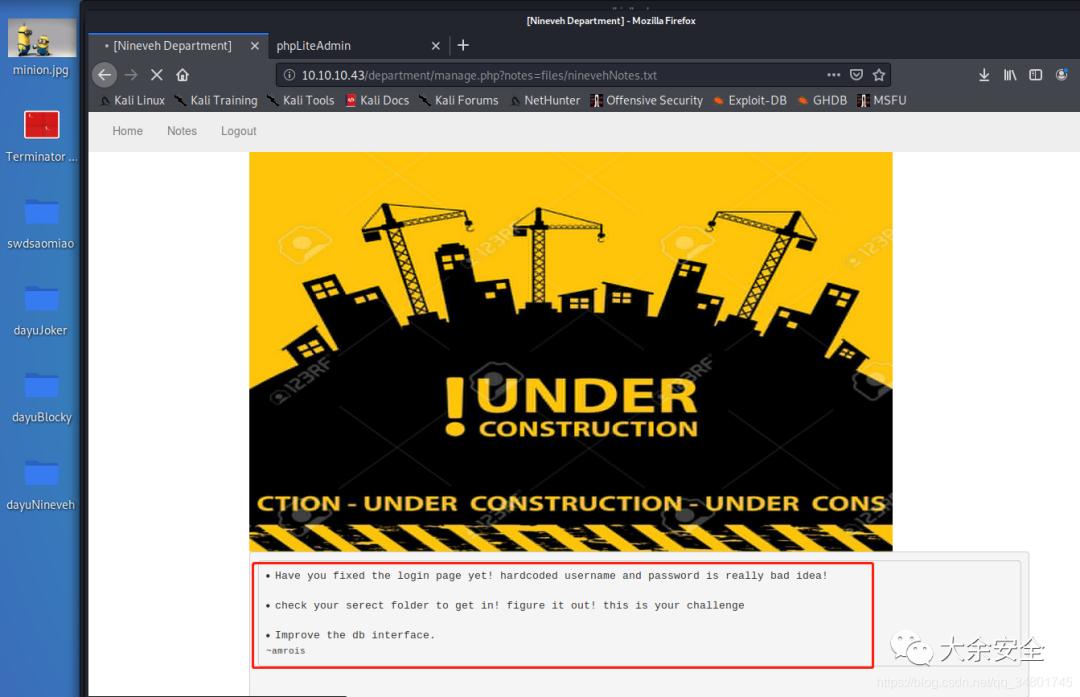 [Nineveh Department] - Mozilla Firefox
minion.jpg
Terminator ...
swdsaomiao
dayuJoker
dayuBlocky
dayuNineveh
[Nineveh Department]
phpLiteAdmin
10.10.10.43/department/manage.php?notes=files/ninevehNotes.txt
Kali Linux Kali Training Kali Tools Kali Docs Kali Forums NetHunter Offensive Security Exploit-DB GHDB MSFU
Home Notes Logout
123RF
123RF
123RF
123RF
! UNDER
CONSTRUCTION
CTION - UNDER CONSTRUCTION - UNDER CONS
• Have you fixed the login page yet! hardcoded username and password is really bad idea!
• check your serect folder to get in! figure it out! this is your challenge
• Improve the db interface.
~amrois
大余安全
https://blog.csdn.net/qq_34801745